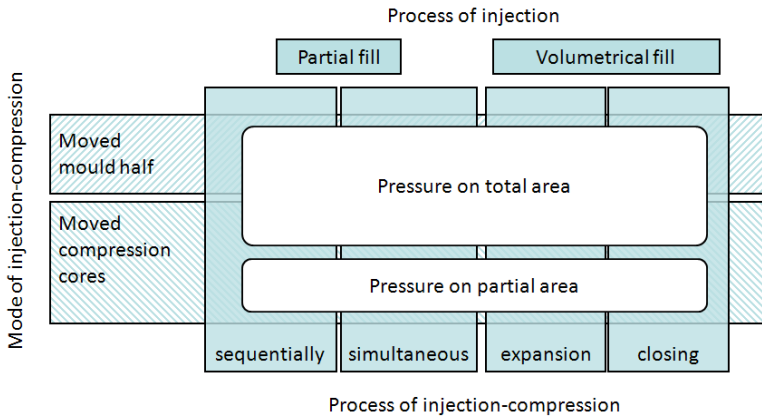 Process of injection
Partial fill
Volumetrical fill
Mode of injection-compression
Moved
mould half
Pressure on total area
Moved
compression
cores
Pressure on partial area
sequentially
simultaneous
expansion
closing
Process of injection-compression